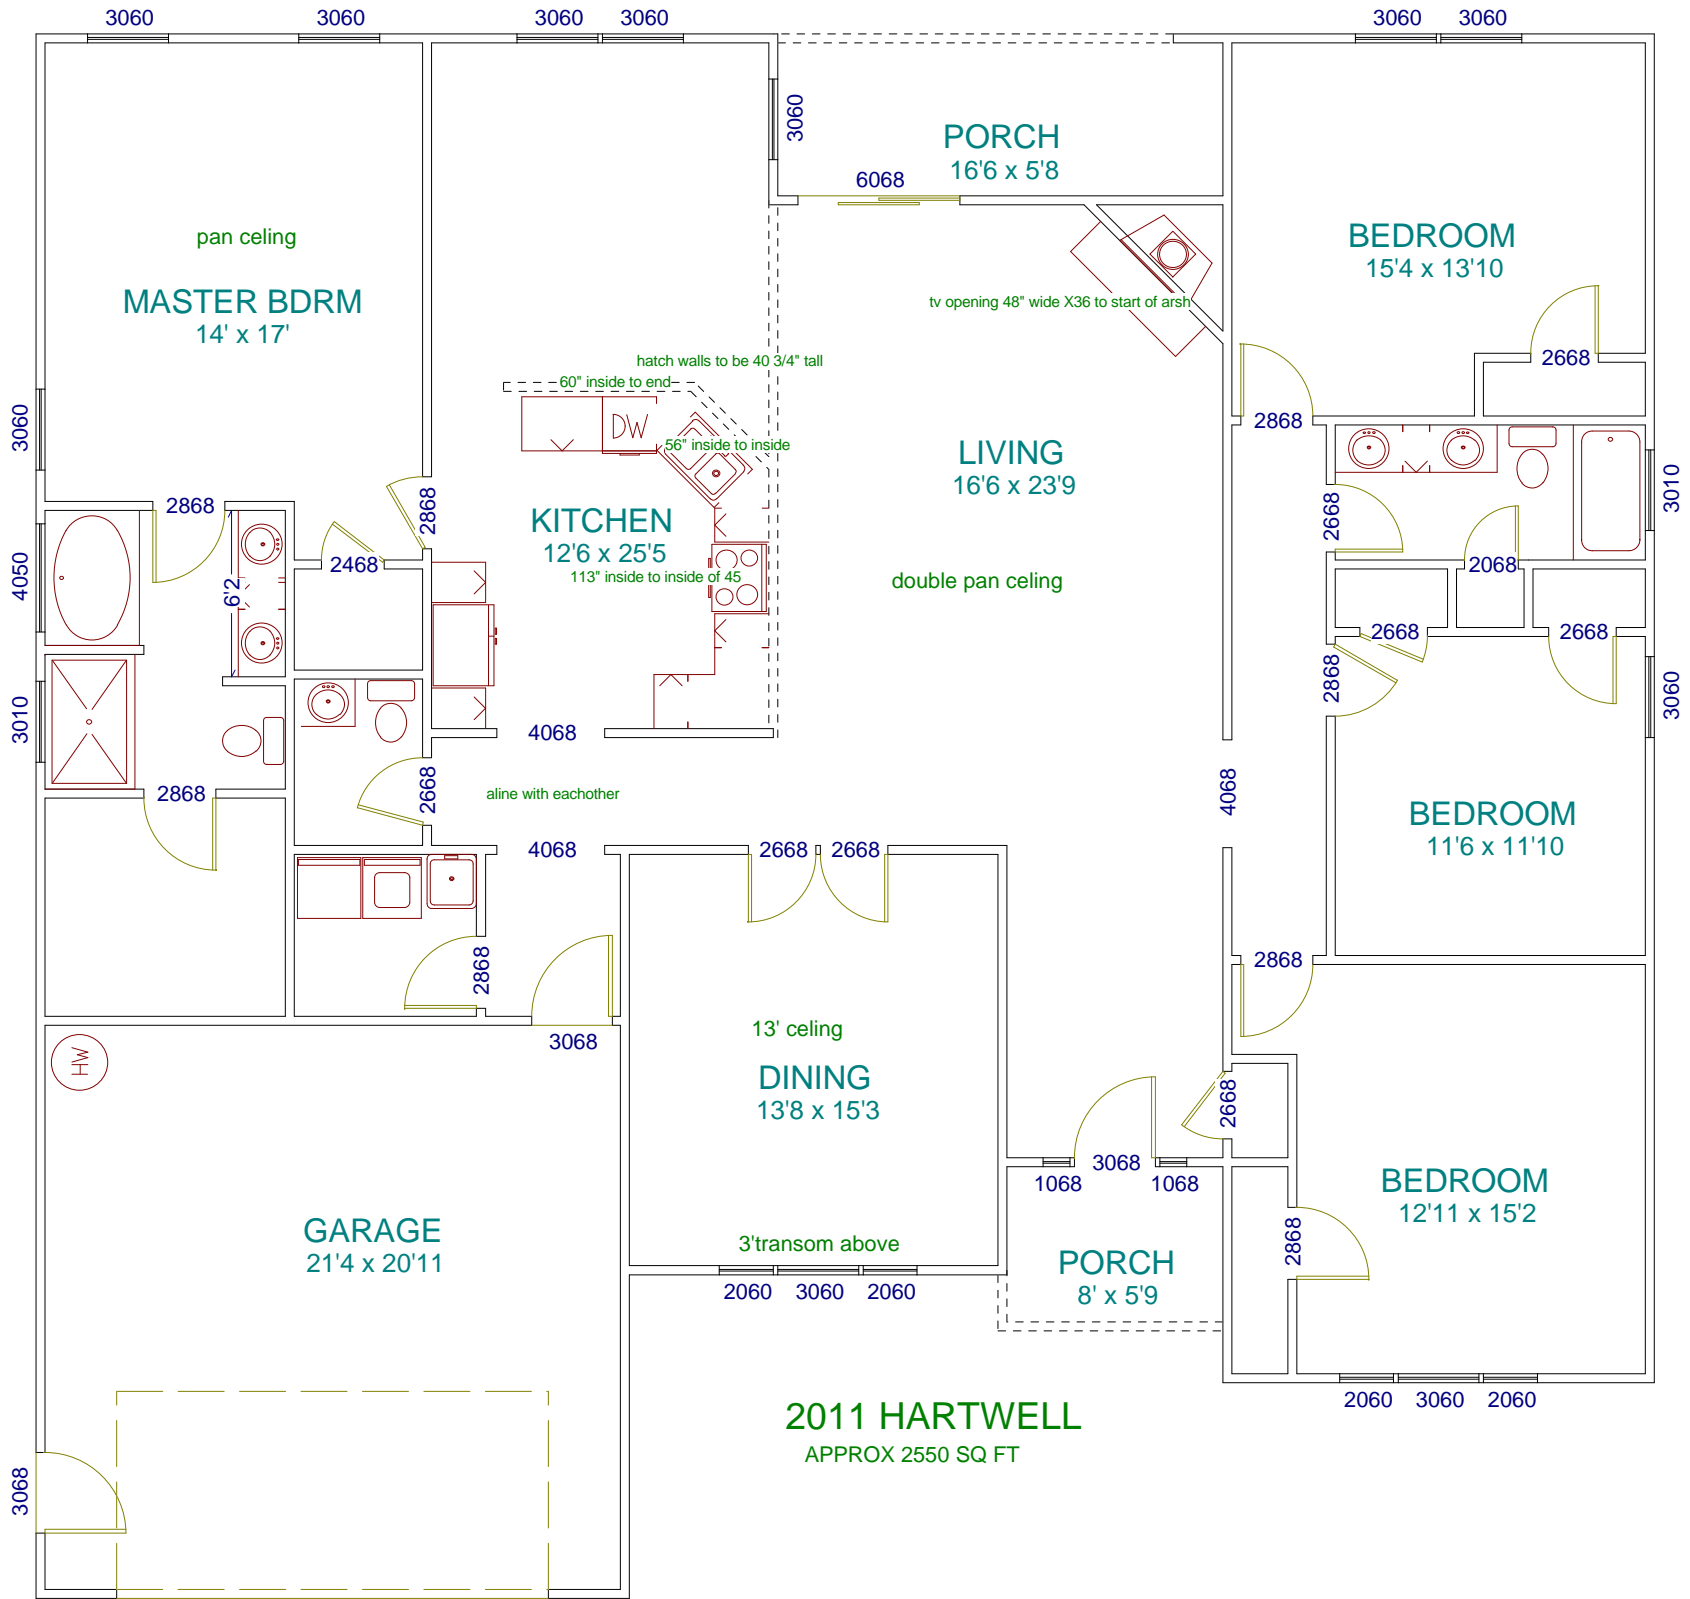 3060
3060
3060
3060
3060
3060
3060
PORCH
16'6 x 5'8
6068
pan celing
MASTER BDRM
14' x 17'
BEDROOM
15'4 x 13'10
tv opening 48" wide X36 to start of arsh
hatch walls to be 40 3/4" tall
60" inside to end
2668
3060
2868
DW
56" inside to inside
LIVING
16'6 x 23'9
3010
2868
2868
KITCHEN
12'6 x 25'5
2668
4050
2468
113" inside to inside of 45
double pan celing
2068
6'2
2668
2668
2868
3060
3010
4068
2868
2668
aline with eachother
4068
BEDROOM
11'6 x 11'10
4068
2668
2668
2868
2868
HW
3068
13' celing
DINING
13'8 x 15'3
2668
3068
1068
1068
BEDROOM
12'11 x 15'2
GARAGE
21'4 x 20'11
3'transom above
2868
PORCH
8' x 5'9
2060
3060
2060
2060
3060
2060
2011 HARTWELL
APPROX 2550 SQ FT
3068